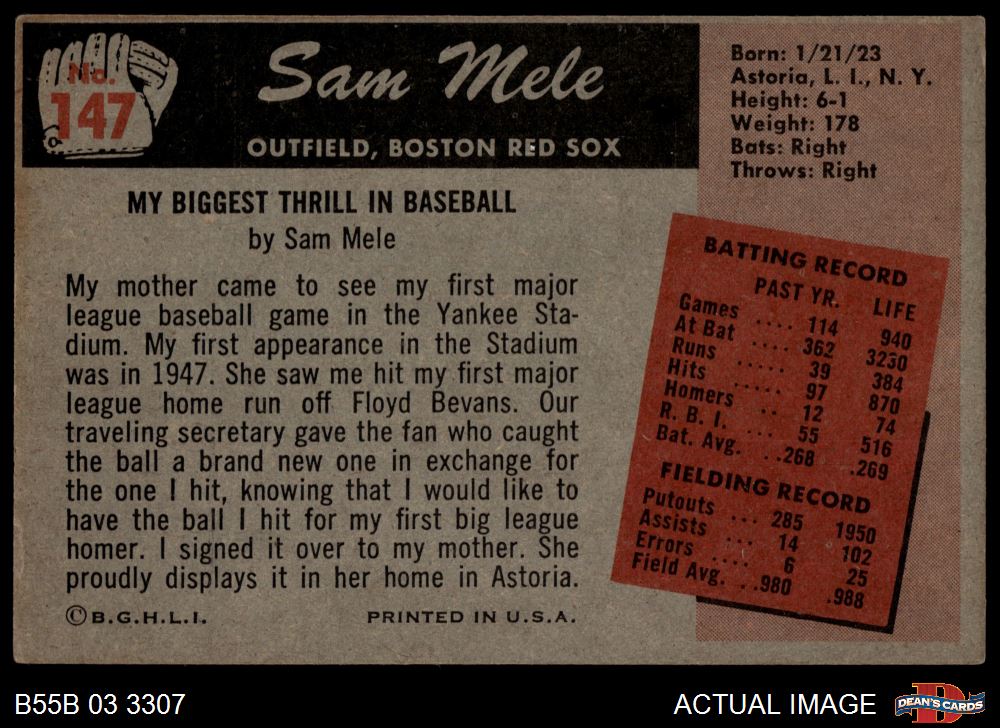 No.
147
Sam Mele
OUTFIELD, BOSTON RED SOX
Born: 1/21/23
Astoria, L. I., N. Y.
Height: 6-1
Weight: 178
Bats: Right
Throws: Right
MY BIGGEST THRILL IN BASEBALL
by Sam Mele
My mother came to see my first major
league baseball game in the Yankee Sta-
dium. My first appearance in the Stadium
was in 1947. She saw me hit my first major
league home run off Floyd Bevans. Our
traveling secretary gave the fan who caught
the ball a brand new one in exchange for
the one I hit, knowing that I would like to
have the ball I hit for my first big league
homer. I signed it over to my mother. She
proudly displays it in her home in Astoria.
©B.G.H.L.I. PRINTED IN U.S.A.
BATTING RECORD
PAST YR. LIFE
Games .... 114 940
At Bat .... 362 3230
Runs ..... 39 384
Hits ..... 97 870
Homers .. 12 74
R. B. I. ... 55 516
Bat. Avg. ..268 .269
FIELDING RECORD
Putouts ... 285 1950
Assists ... 14 102
Errors .... 6 25
Field Avg. ..980 .988
B55B 03 3307
ACTUAL IMAGE
D
DEAN'S CARDS